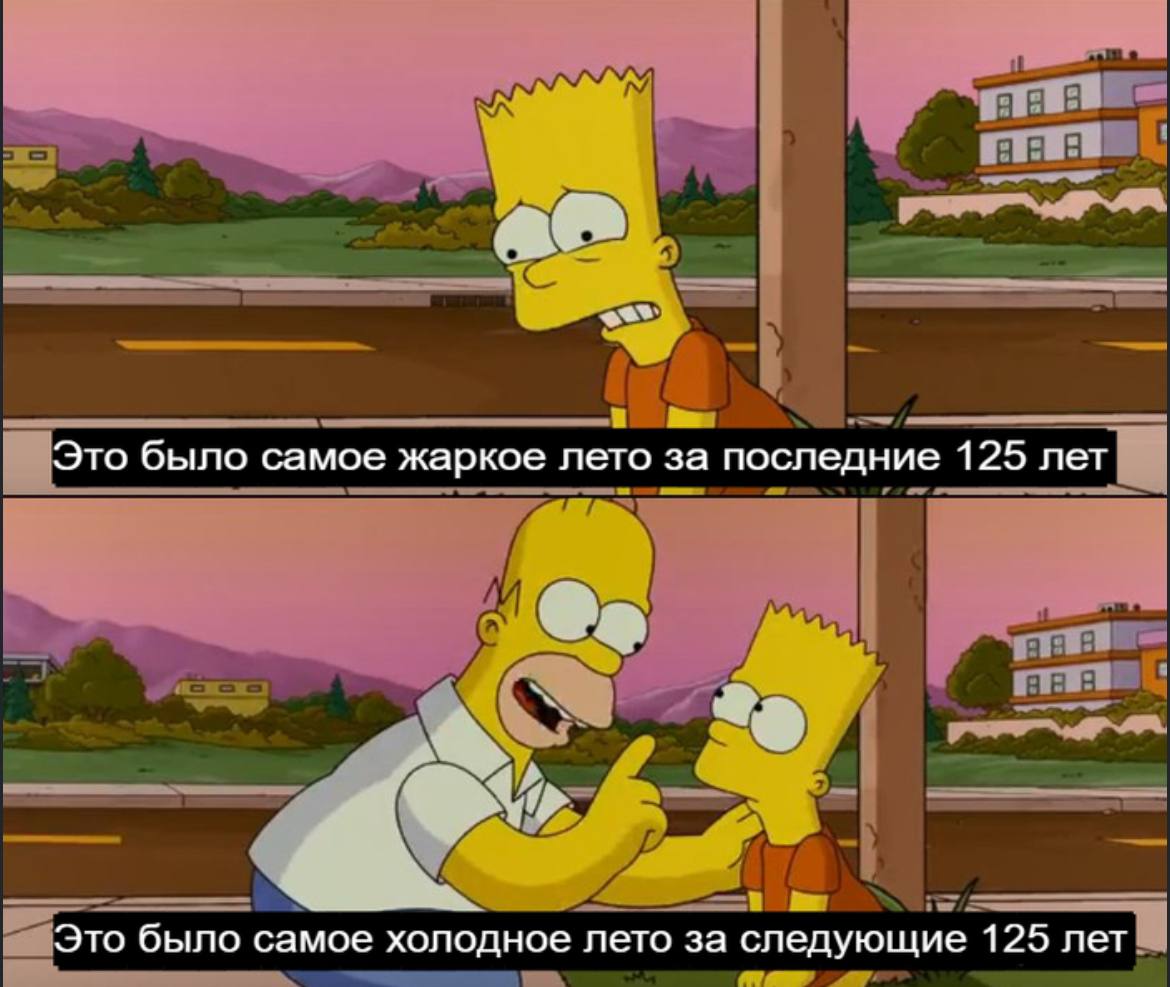 Это было самое жаркое лето за последние 125 лет
Это было самое холодное лето за следующие 125 лет